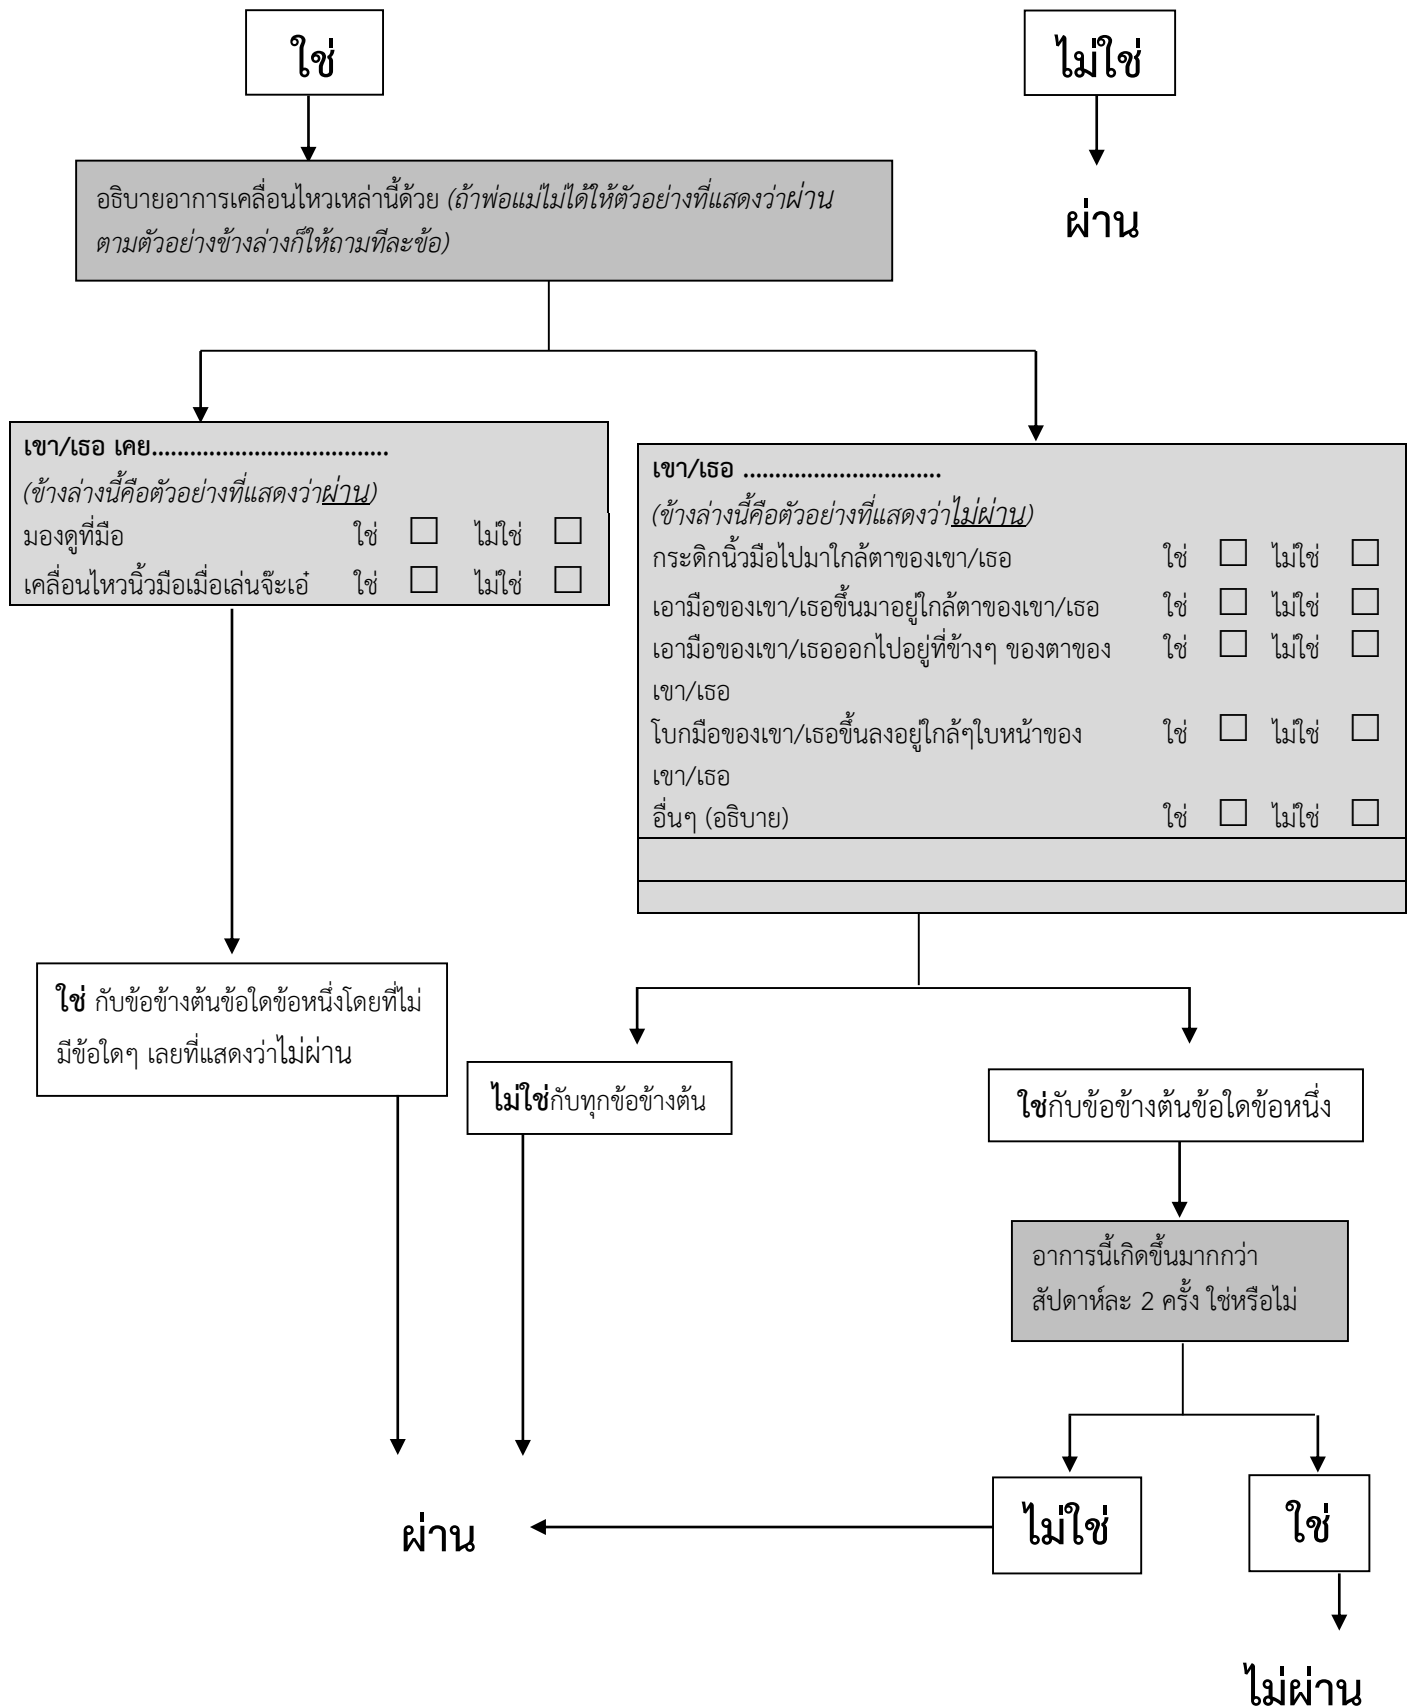 ใช่
ไม่ใช่
อธิบายอาการเคลื่อนไหวเหล่านี้ด้วย (ถ้าพ่อแม่ไม่ได้ให้ตัวอย่างที่แสดงว่าผ่าน
ตามตัวอย่างข้างล่างก็ให้ถามทีละข้อ)
ผ่าน
เขา/เธอ เคย.....................................
(ข้างล่างนี้คือตัวอย่างที่แสดงว่าผ่าน)
มองดูที่มือ ใช่ ☐ ไม่ใช่ ☐
เคลื่อนไหวนิ้วมือเมื่อเล่นจ๊ะเอ๋ ใช่ ☐ ไม่ใช่ ☐
เขา/เธอ ...............................
(ข้างล่างนี้คือตัวอย่างที่แสดงว่าไม่ผ่าน)
กระดิกนิ้วมือไปมาใกล้ตาของเขา/เธอ ใช่ ☐ ไม่ใช่ ☐
เอามือของเขา/เธอขึ้นมาอยู่ใกล้ตาของเขา/เธอ ใช่ ☐ ไม่ใช่ ☐
เอามือของเขา/เธอออกไปอยู่ที่ข้างๆ ของตาของ ใช่ ☐ ไม่ใช่ ☐
เขา/เธอ
โบกมือของเขา/เธอขึ้นลงอยู่ใกล้ๆใบหน้าของ ใช่ ☐ ไม่ใช่ ☐
เขา/เธอ
อื่นๆ (อธิบาย) ใช่ ☐ ไม่ใช่ ☐
ใช่ กับข้อข้างต้นข้อใดข้อหนึ่งโดยที่ไม่
มีข้อใดๆ เลยที่แสดงว่าไม่ผ่าน
ไม่ใช่กับทุกข้อข้างต้น
ใช่กับข้อข้างต้นข้อใดข้อหนึ่ง
อาการนี้เกิดขึ้นมากกว่า
สัปดาห์ละ 2 ครั้ง ใช่หรือไม่
ผ่าน
ไม่ใช่
ใช่
ไม่ผ่าน